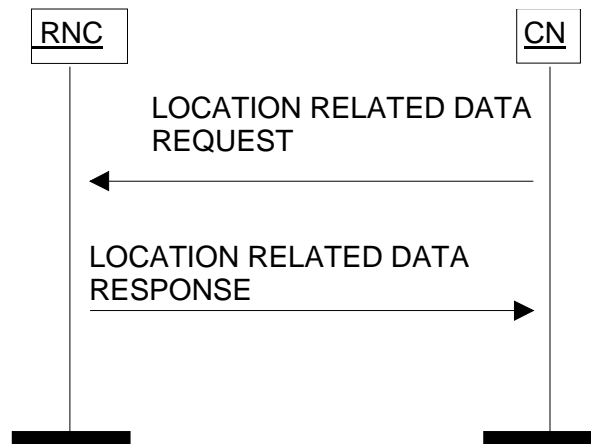 RNC
CN
LOCATION RELATED DATA
REQUEST
LOCATION RELATED DATA
RESPONSE